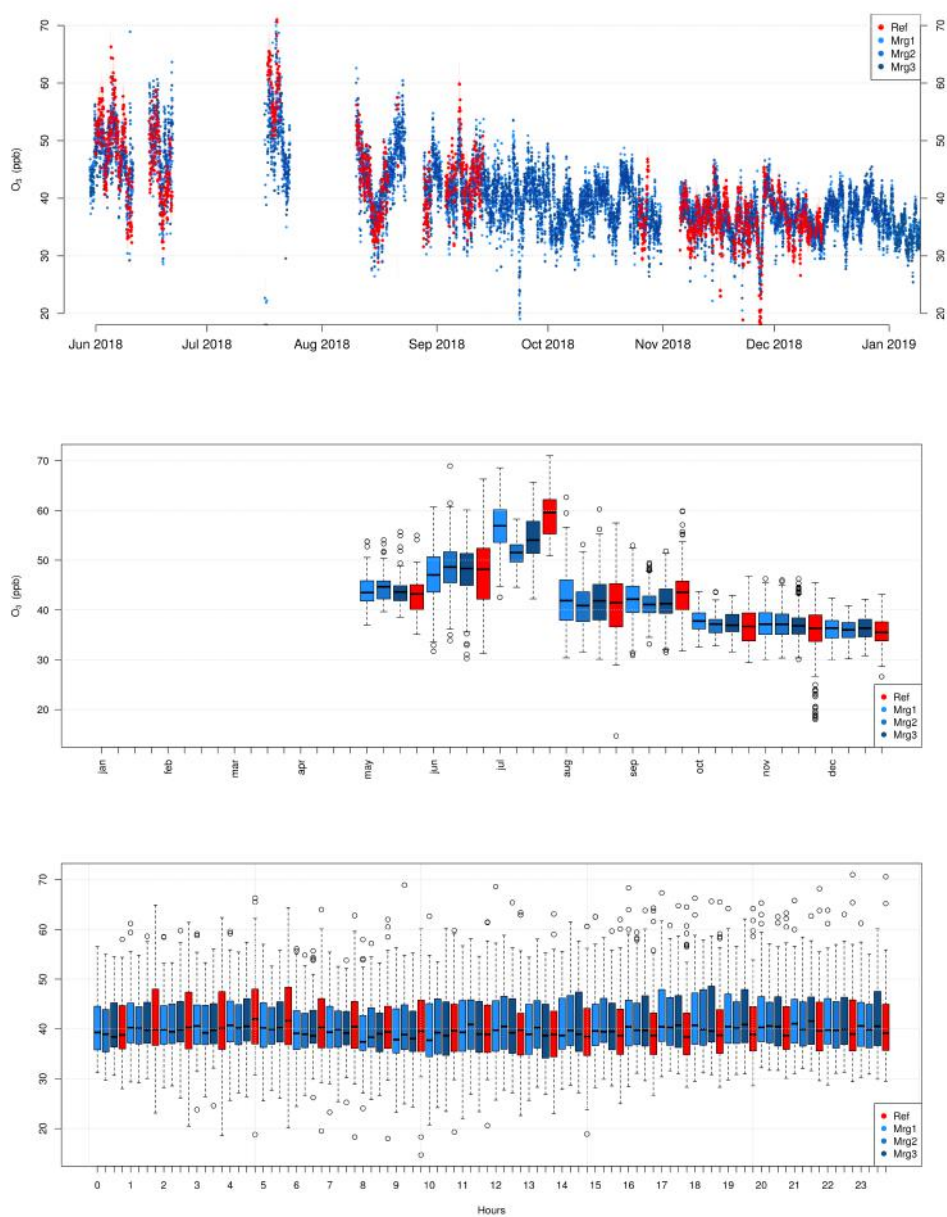 70 70
Ref
Mrg1
Mrg2
Mrg3
60 60
50 50
O₃ (ppb)
40 40
30 30
20 20
Jun 2018 Jul 2018 Aug 2018 Sep 2018 Oct 2018 Nov 2018 Dec 2018 Jan 2019
70
60
50
O₃ (ppb)
40
30
Ref
Mrg1
20
Mrg2
Mrg3
jan feb mar apr may jun jul aug sep oct nov dec
70
60
50
O₃ (ppb)
40
30
Ref
Mrg1
20
Mrg2
Mrg3
0 1 2 3 4 5 6 7 8 9 10 11 12 13 14 15 16 17 18 19 20 21 22 23
Hours